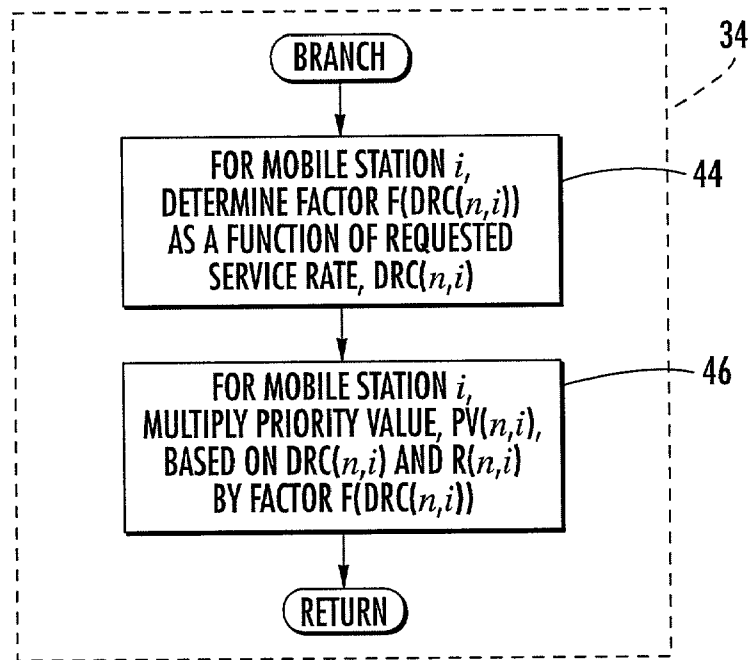 BRANCH
34
FOR MOBILE STATION i,
DETERMINE FACTOR F(DRC(n,i))
AS A FUNCTION OF REQUESTED
SERVICE RATE, DRC(n,i)
44
FOR MOBILE STATION i,
MULTIPLY PRIORITY VALUE, PV(n,i),
BASED ON DRC(n,i) AND R(n,i)
BY FACTOR F(DRC(n,i))
46
RETURN